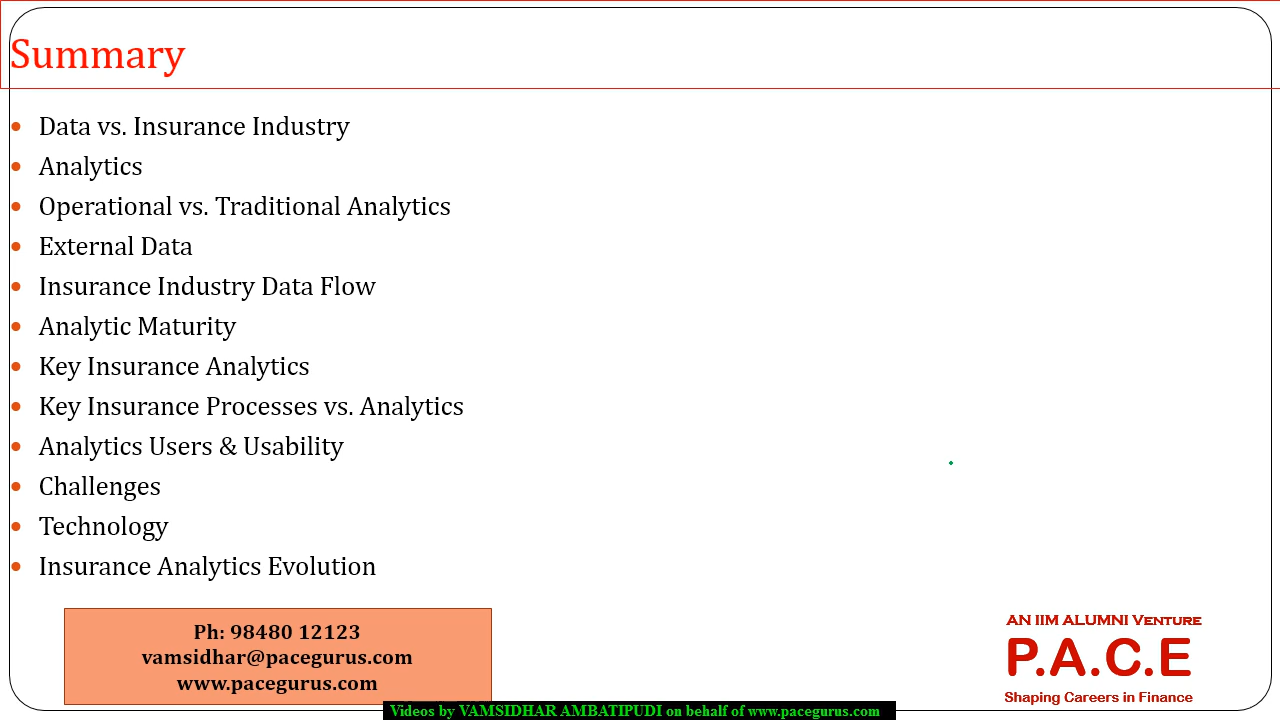 Summary
Data vs. Insurance Industry
Analytics
Operational vs. Traditional Analytics
External Data
Insurance Industry Data Flow
Analytic Maturity
Key Insurance Analytics
Key Insurance Processes vs. Analytics
Analytics Users & Usability
Challenges
Technology
Insurance Analytics Evolution
Ph: 98480 12123
vamsidhar@pacegurus.com
www.pacegurus.com
AN IIM ALUMNI VENTURE
P.A.C.E
Shaping Careers in Finance
Videos by VAMSIDHAR AMBATIPUDI on behalf of www.pacegurus.com